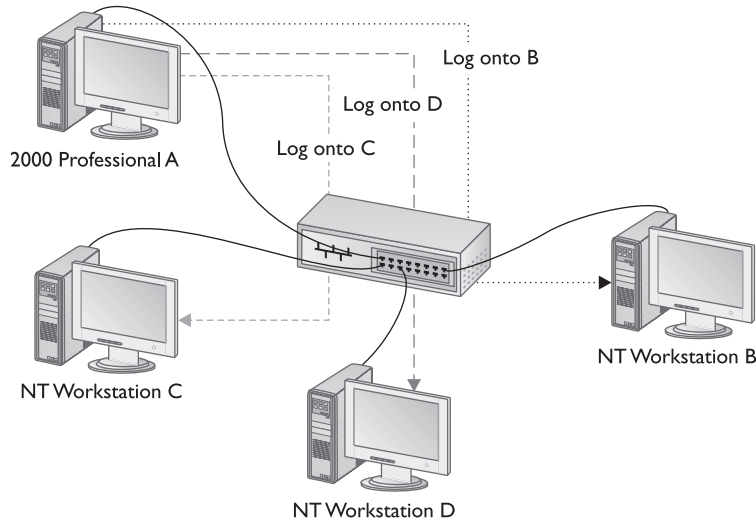 Log onto B
Log onto D
Log onto C
2000 Professional A
NT Workstation B
NT Workstation C
NT Workstation D